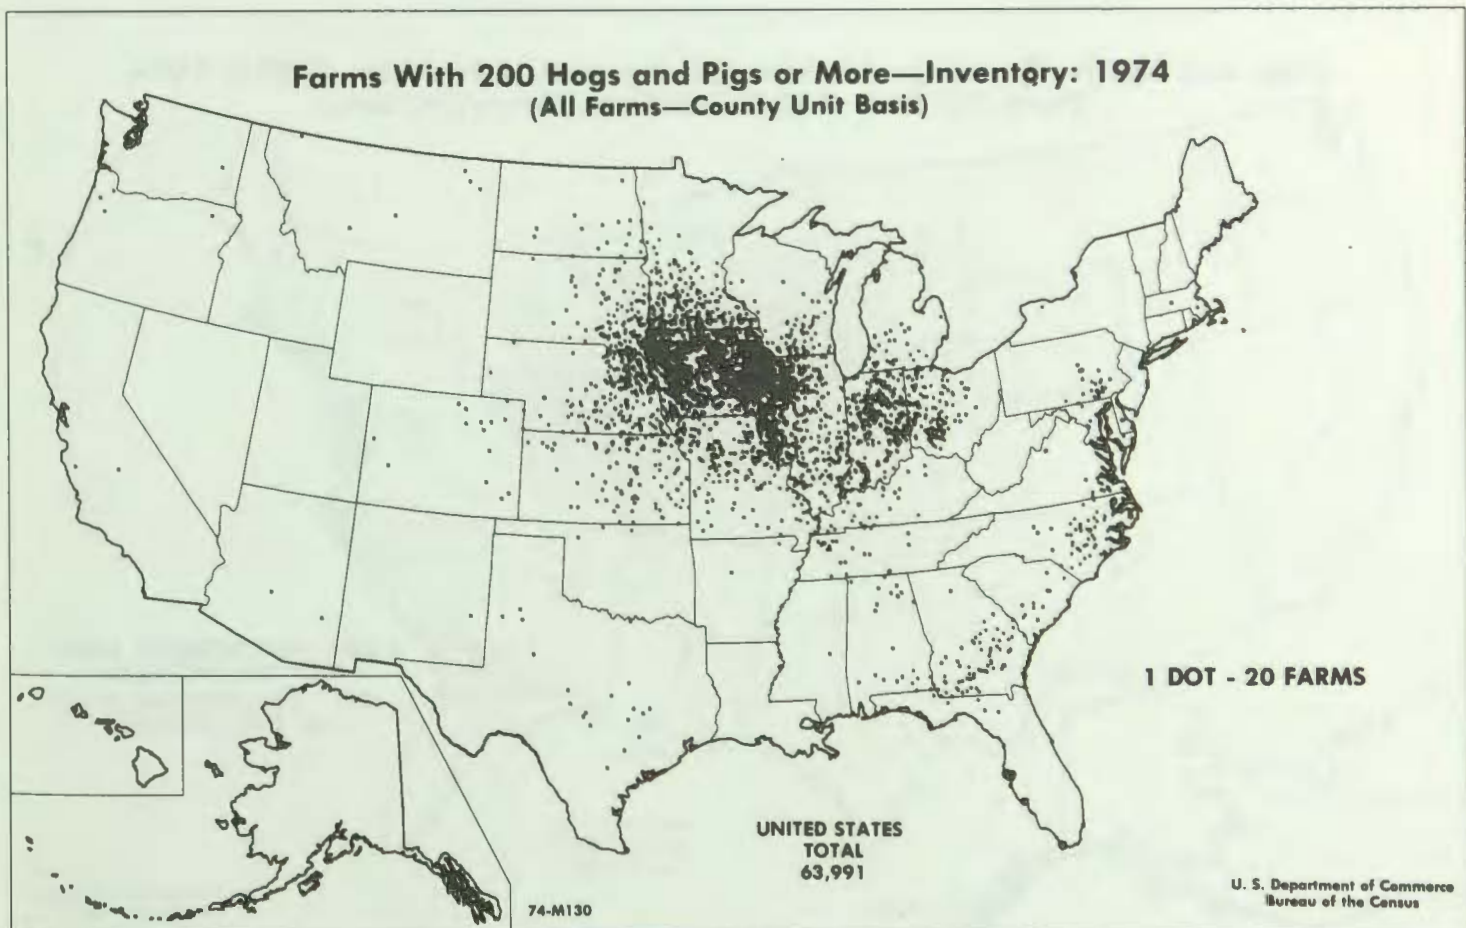 Farms With 200 Hogs and Pigs or More—Inventory: 1974
(All Farms—County Unit Basis)
1 DOT - 20 FARMS
UNITED STATES
TOTAL
63,991
74-M130
U. S. Department of Commerce
Bureau of the Census